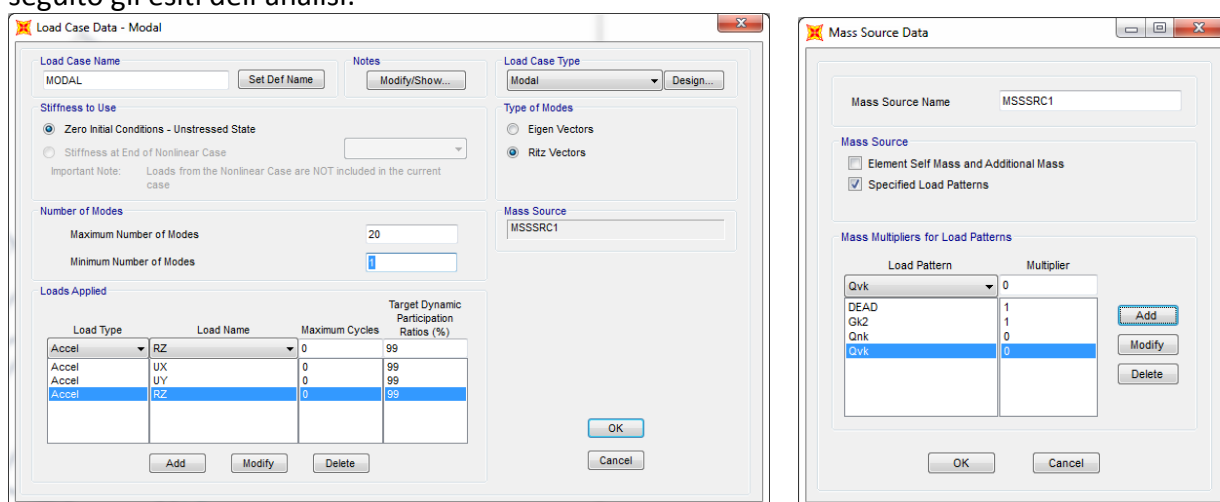 seguito gli esiti dell'analisi.
Load Case Data - Modal
Load Case Name
Notes
Load Case Type
MODAL
Set Def Name
Modify/Show...
Modal
Design...
Stiffness to Use
Type of Modes
Zero Initial Conditions - Unstressed State
Eigen Vectors
Stiffness at End of Nonlinear Case
Ritz Vectors
Important Note: Loads from the Nonlinear Case are NOT included in the current
case
Number of Modes
Mass Source
Maximum Number of Modes
20
MSSSRC1
Minimum Number of Modes
1
Loads Applied
Load Type
Load Name
Maximum Cycles
Target Dynamic
Participation
Ratios (%)
Accel RZ 0 99
Accel UX 0 99
Accel UY 0 99
Accel RZ 0 99
Add
Modify
Delete
OK
Cancel
Mass Source Data
Mass Source Name
MSSSRC1
Mass Source
Element Self Mass and Additional Mass
Specified Load Patterns
Mass Multipliers for Load Patterns
Load Pattern
Multiplier
Qvk 0
DEAD 1
Gk2 1
Qnk 0
Qvk 0
Add
Modify
Delete
OK
Cancel